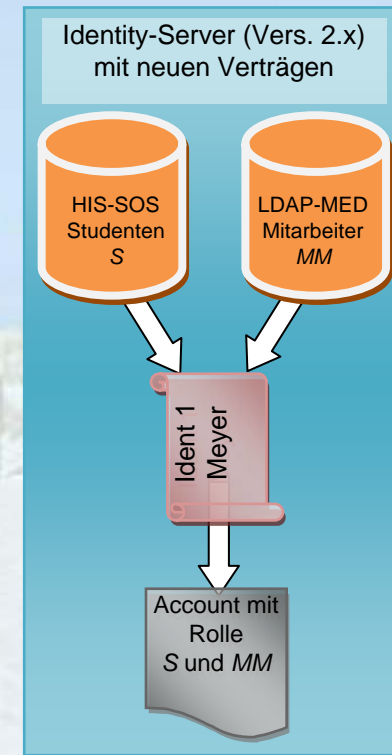 Identity-Server (Vers. 2.x)
mit neuen Verträgen
HIS-SOS
Studenten
S
LDAP-MED
Mitarbeiter
MM
Ident 1
Meyer
Account mit
Rolle
S und MM